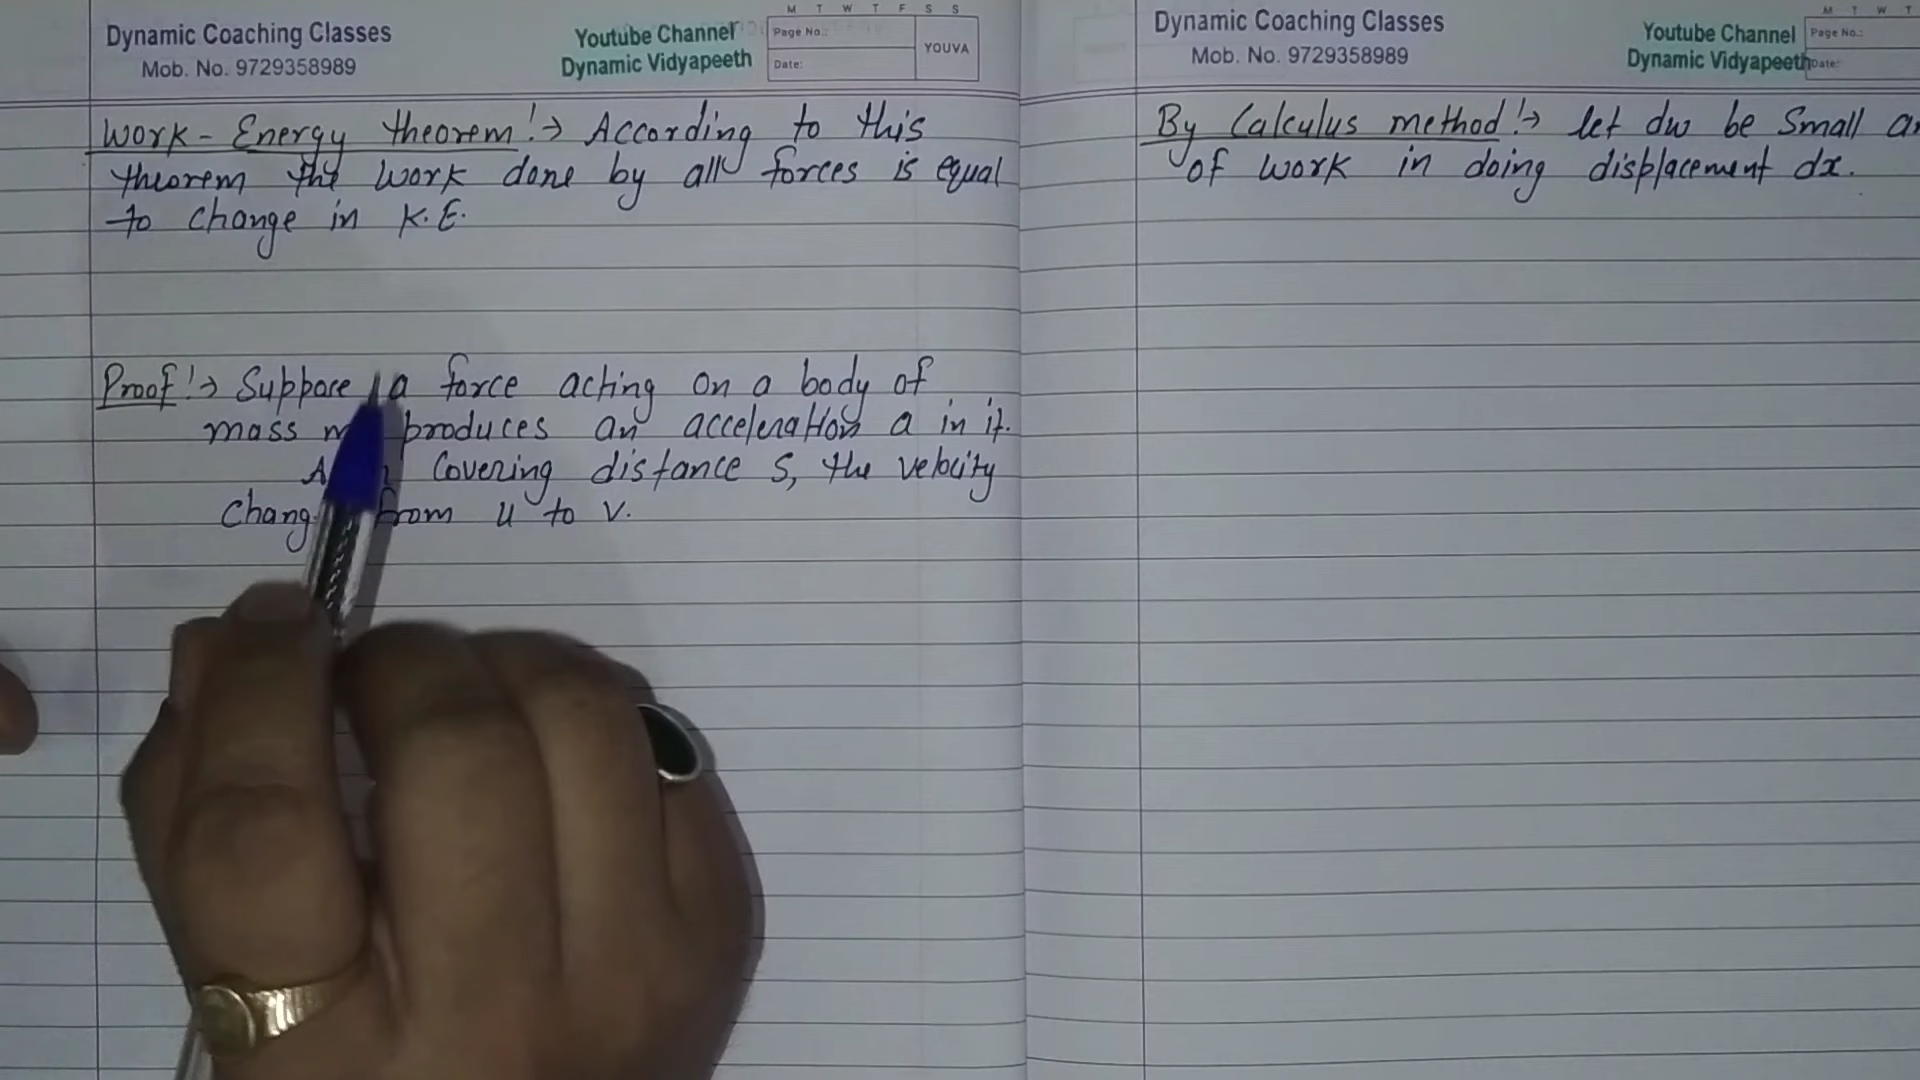 Dynamic Coaching Classes
Mob. No. 9729358989
Youtube Channel
Dynamic Vidyapeeth
M T W T F S S
Page No.:
Date:
YOUVA
Work-Energy theorem:→ According to this
theorem the work done by all forces is equal
to change in K.E.
Proof:→ Suppose a force acting on a body of
mass m produces an acceleration a in it.
Covering distance s, the velocity
from u to v.
Dynamic Coaching Classes
Mob. No. 9729358989
Youtube Channel
Dynamic Vidyapeeth
M T W T
Page No.:
Date:
By Calculus method:→ let dw be small
of work in doing displacement dx.